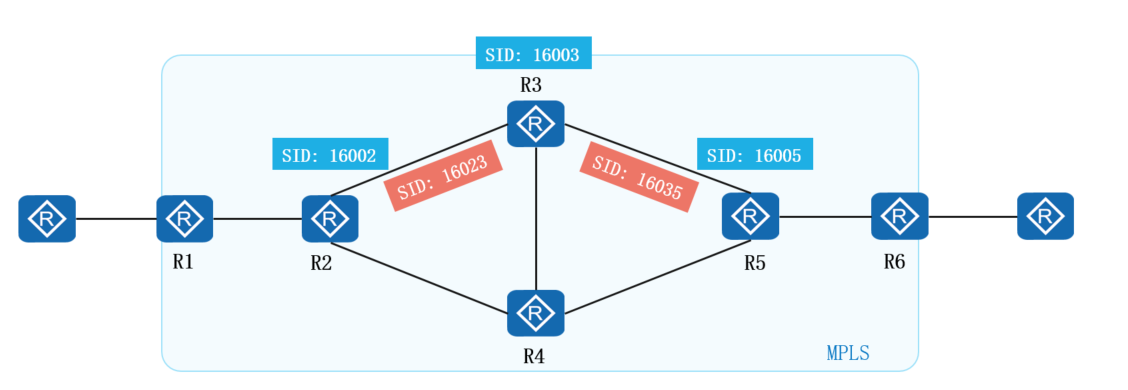 SID: 16003
R3
SID: 16002
SID: 16023
SID: 16035
SID: 16005
R
R
R
R
R
R
R
R
R1
R2
R5
R6
R4
MPLS